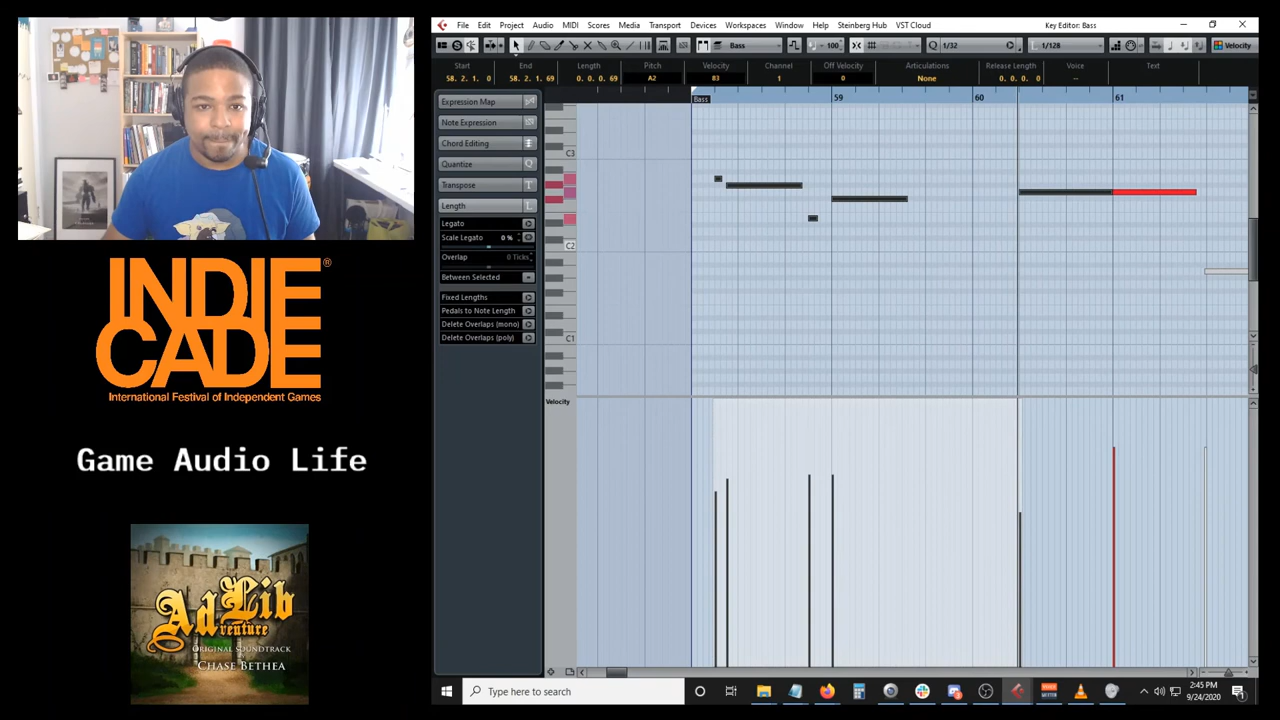 File Edit Project Audio MIDI Scores Media Transport Devices Workspaces Window Help Steinberg Hub VST Cloud Key Editor: Bass
Bass 100 1/32 1/128 Velocity
Start End Length Pitch Velocity Channel Off Velocity Articulations Release Length Voice Text
58. 2. 1. 0 58. 2. 1. 69 0. 0. 0. 69 A2 83 1 0 None 0. 0. 0. 0 --
Bass 59 60 61
Expression Map
Note Expression
Chord Editing
Quantize
Transpose
Length
Legato
Scale Legato 0 %
Overlap 0 Ticks
Between Selected
Fixed Lengths
Pedals to Note Length
Delete Overlaps (mono)
Delete Overlaps (poly)
C3
C2
C1
Velocity
INDIE
CADE
®
International Festival of Independent Games
Game Audio Life
AdLib
venture
ORIGINAL SOUNDTRACK
CHASE BETHEA
Type here to search
2:45 PM
9/24/2020